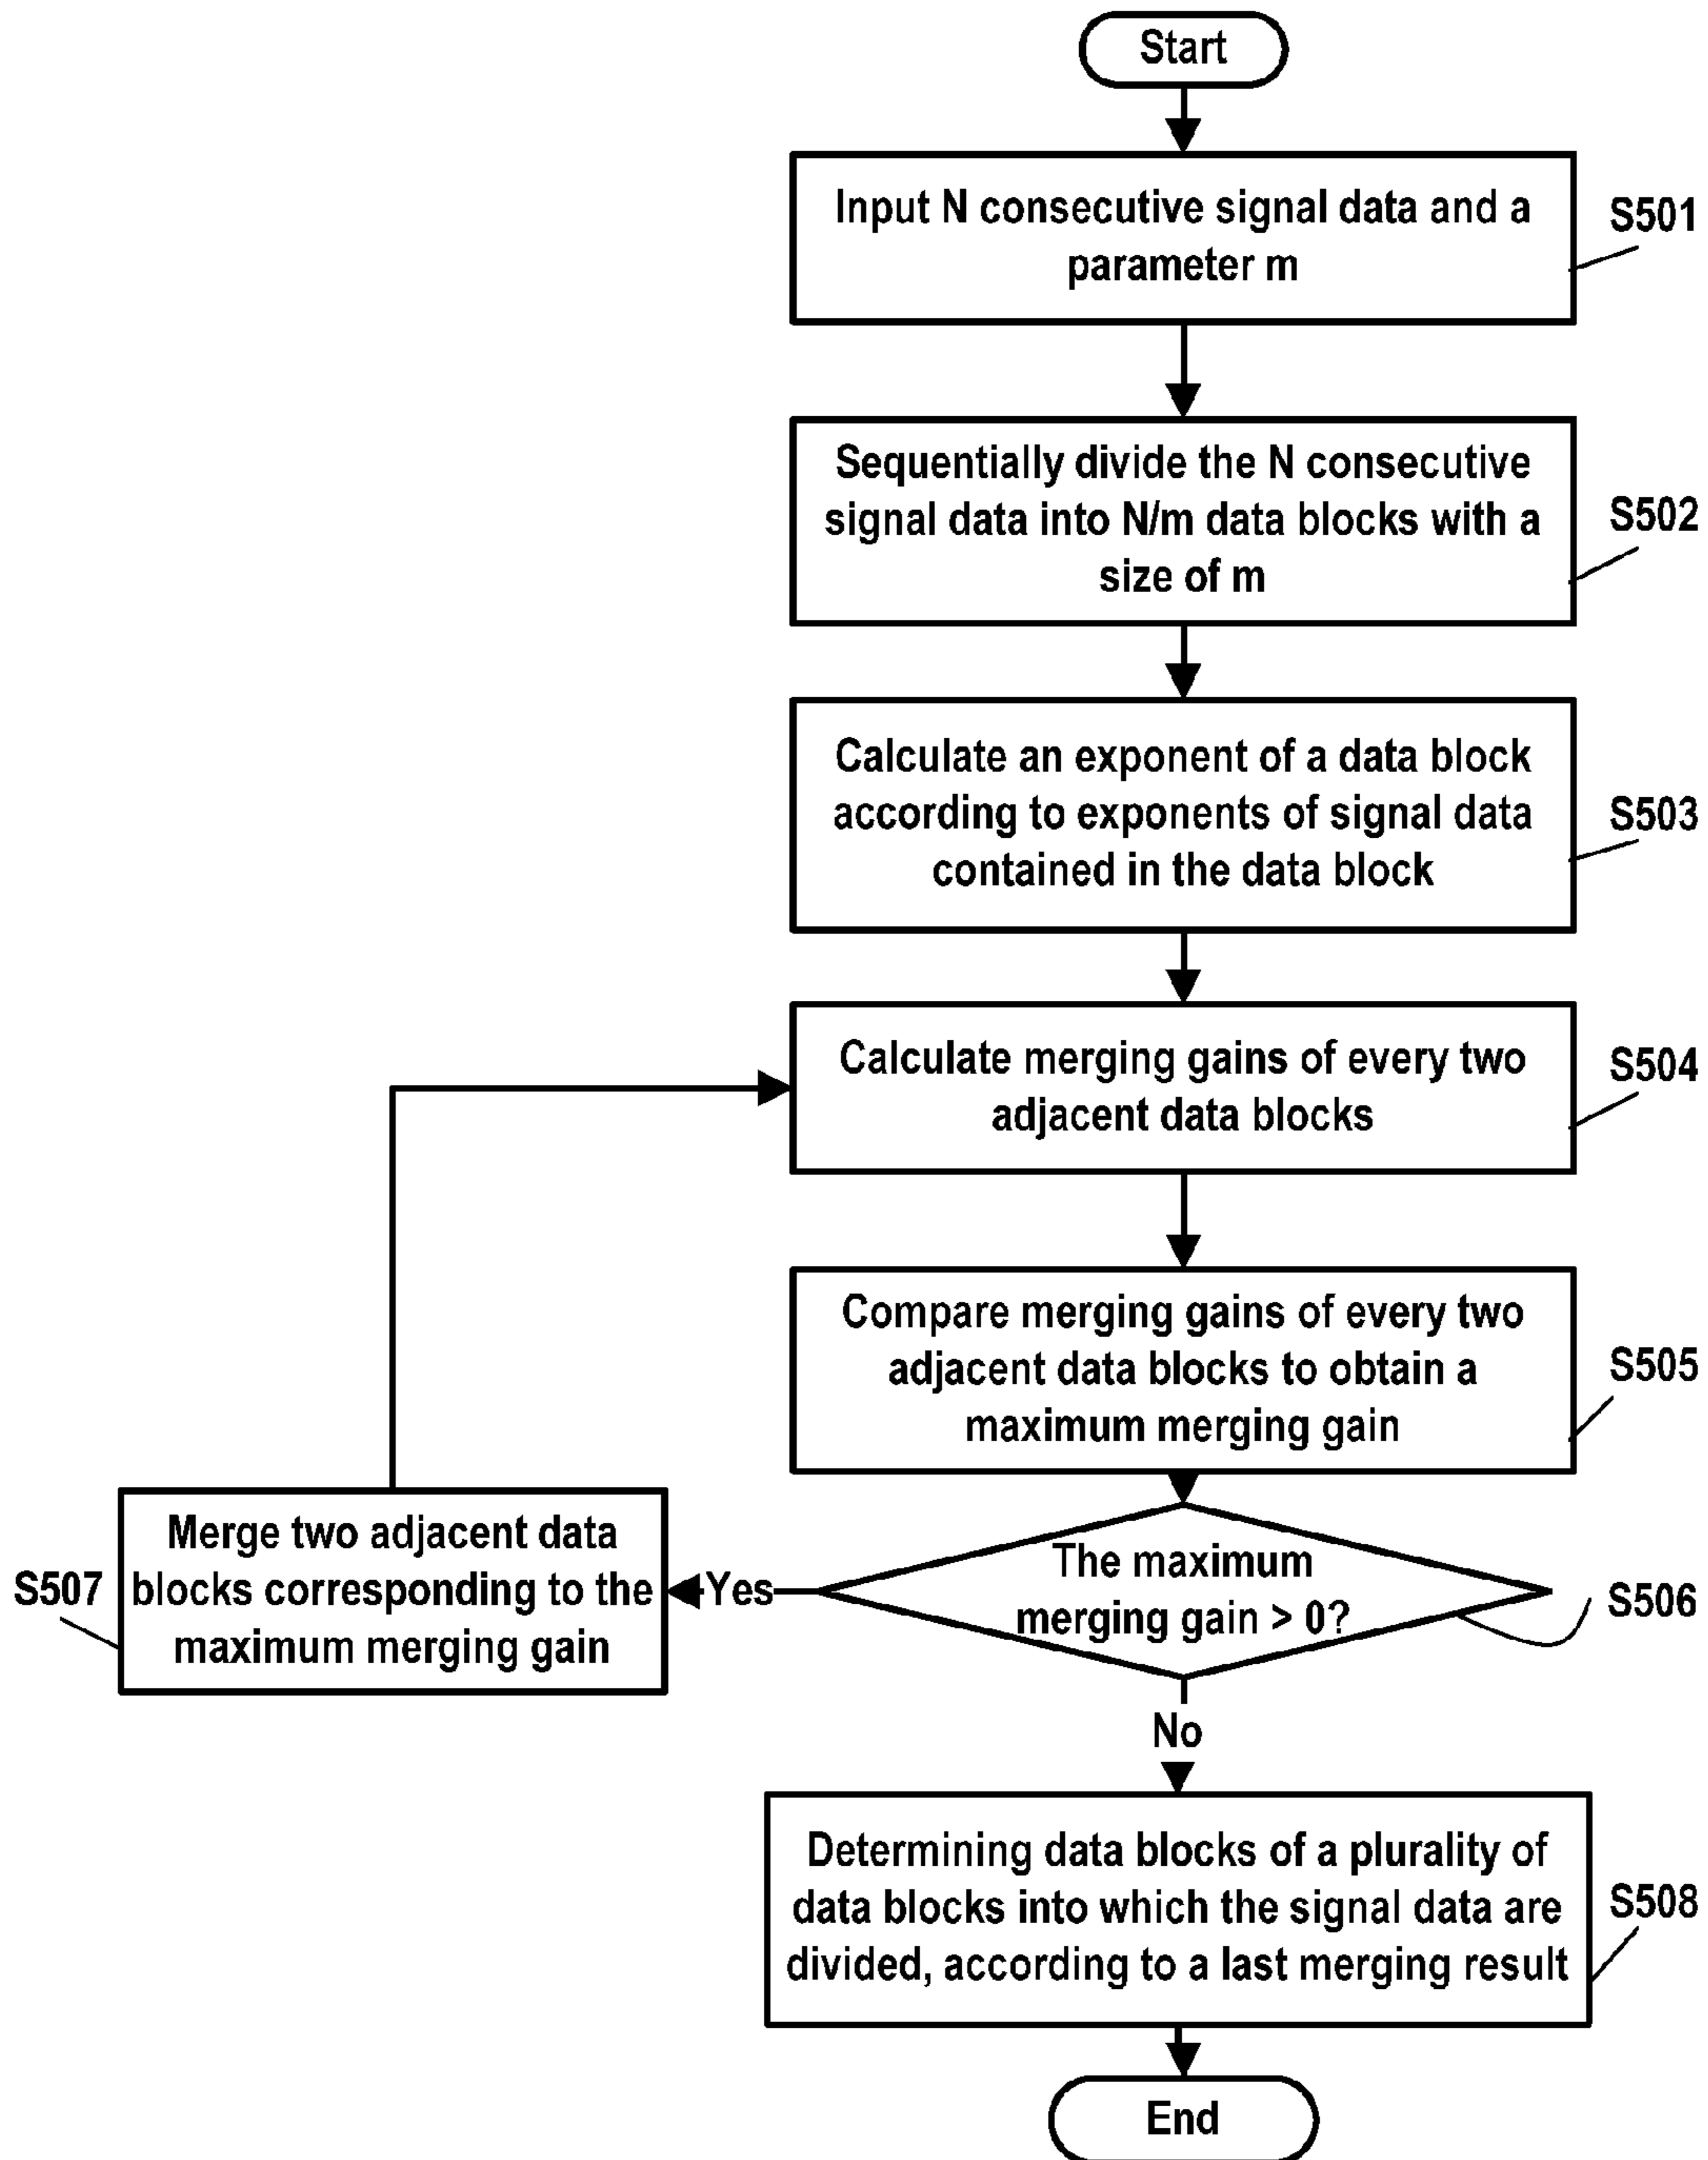 Start
Input N consecutive signal data and a
parameter m
S501
Sequentially divide the N consecutive
signal data into N/m data blocks with a
size of m
S502
Calculate an exponent of a data block
according to exponents of signal data
contained in the data block
S503
Calculate merging gains of every two
adjacent data blocks
S504
Compare merging gains of every two
adjacent data blocks to obtain a
maximum merging gain
S505
The maximum
merging gain > 0?
S506
Yes
Merge two adjacent data
blocks corresponding to the
maximum merging gain
S507
No
Determining data blocks of a plurality of
data blocks into which the signal data are
divided, according to a last merging result
S508
End